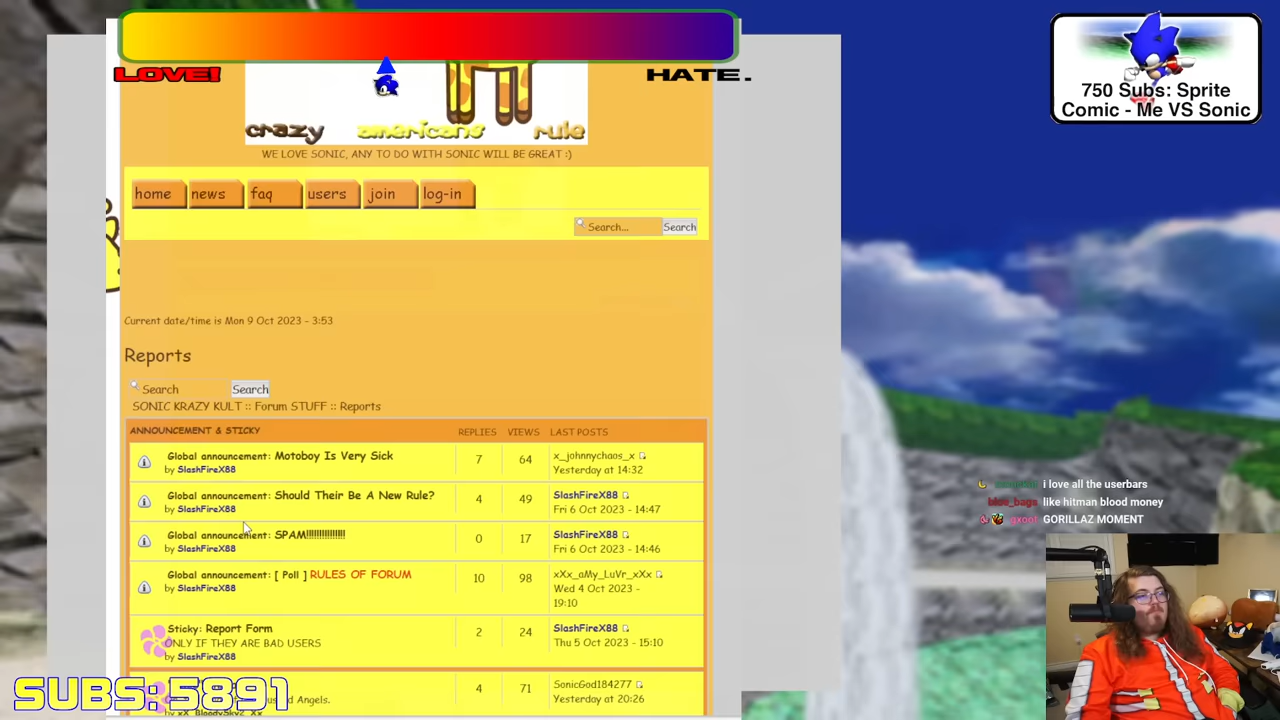 LOVE!
HATE.
750 Subs: Sprite
Comic - Me VS Sonic
crazy americans rule
WE LOVE SONIC, ANY TO DO WITH SONIC WILL BE GREAT :)
home news faq users join log-in
Search... Search
Current date/time is Mon 9 Oct 2023 - 3:53
Reports
Search Search
SONIC KRAZY KULT :: Forum STUFF :: Reports
ANNOUNCEMENT & STICKY REPLIES VIEWS LAST POSTS
Global announcement: Motoboy Is Very Sick 7 64 x_johnnychaos_x
by SlashFireX88 Yesterday at 14:32
Global announcement: Should Their Be A New Rule? 4 49 SlashFireX88
by SlashFireX88 Fri 6 Oct 2023 - 14:47
Global announcement: SPAM!!!!!!!!!!!!!!! 0 17 SlashFireX88
by SlashFireX88 Fri 6 Oct 2023 - 14:46
Global announcement: [ Poll ] RULES OF FORUM 10 98 xXx_aMy_LuVr_xXx
by SlashFireX88 Wed 4 Oct 2023 -
19:10
Sticky: Report Form 2 24 SlashFireX88
ONLY IF THEY ARE BAD USERS Thu 5 Oct 2023 - 15:10
by SlashFireX88
4 71 SonicGod184277
Angels. Yesterday at 20:26
by xX_BloodySky2_Xx
i love all the userbars
blue_bags like hitman blood money
GORILLAZ MOMENT
SUBS:5891